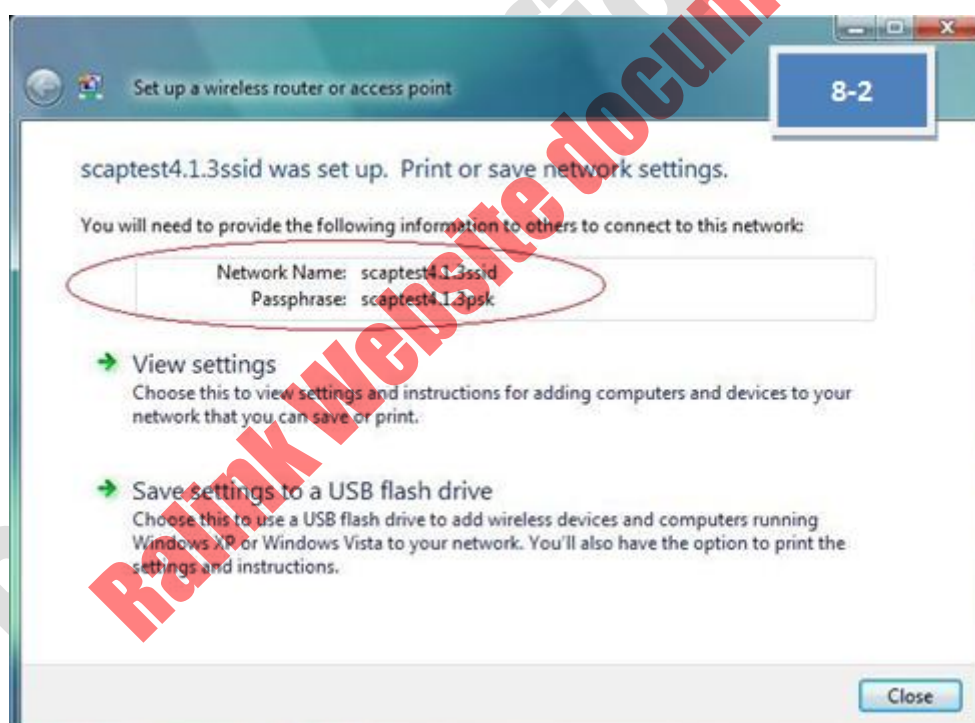 Set up a wireless router or access point
8-2
scaptest4.1.3ssid was set up. Print or save network settings.
You will need to provide the following information to others to connect to this network:
Network Name: scaptest4.1.3ssid
Passphrase: scaptest4.1.3psk
View settings
Choose this to view settings and instructions for adding computers and devices to your
network that you can save or print.
Save settings to a USB flash drive
Choose this to use a USB flash drive to add wireless devices and computers running
Windows XP or Windows Vista to your network. You'll also have the option to print the
settings and instructions.
Close
Ralink Website